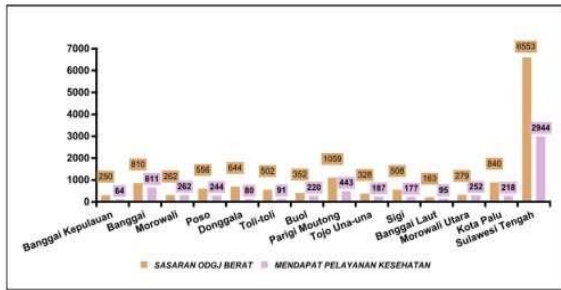 7000
6000
5000
4000
3000
2000
1000
0
250 64
810 611
262 262
556 244
644 80
502 91
352 220
1059 443
328 187
508 177
163 95
279 252
840 218
6553 2944
Banggai Kepulauan
Banggai
Morowali
Poso
Donggala
Toli-toli
Buol
Parigi Moutong
Tojo Una-una
Sigi
Banggai Laut
Morowali Utara
Kota Palu
Sulawesi Tengah
SASARAN ODGJ BERAT MENDAPAT PELAYANAN KESEHATAN